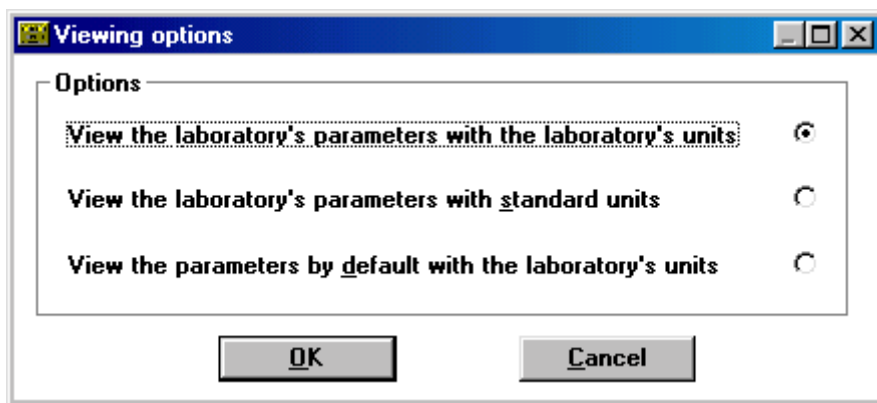 Viewing options
Options
View the laboratory's parameters with the laboratory's units
View the laboratory's parameters with standard units
View the parameters by default with the laboratory's units
OK
Cancel